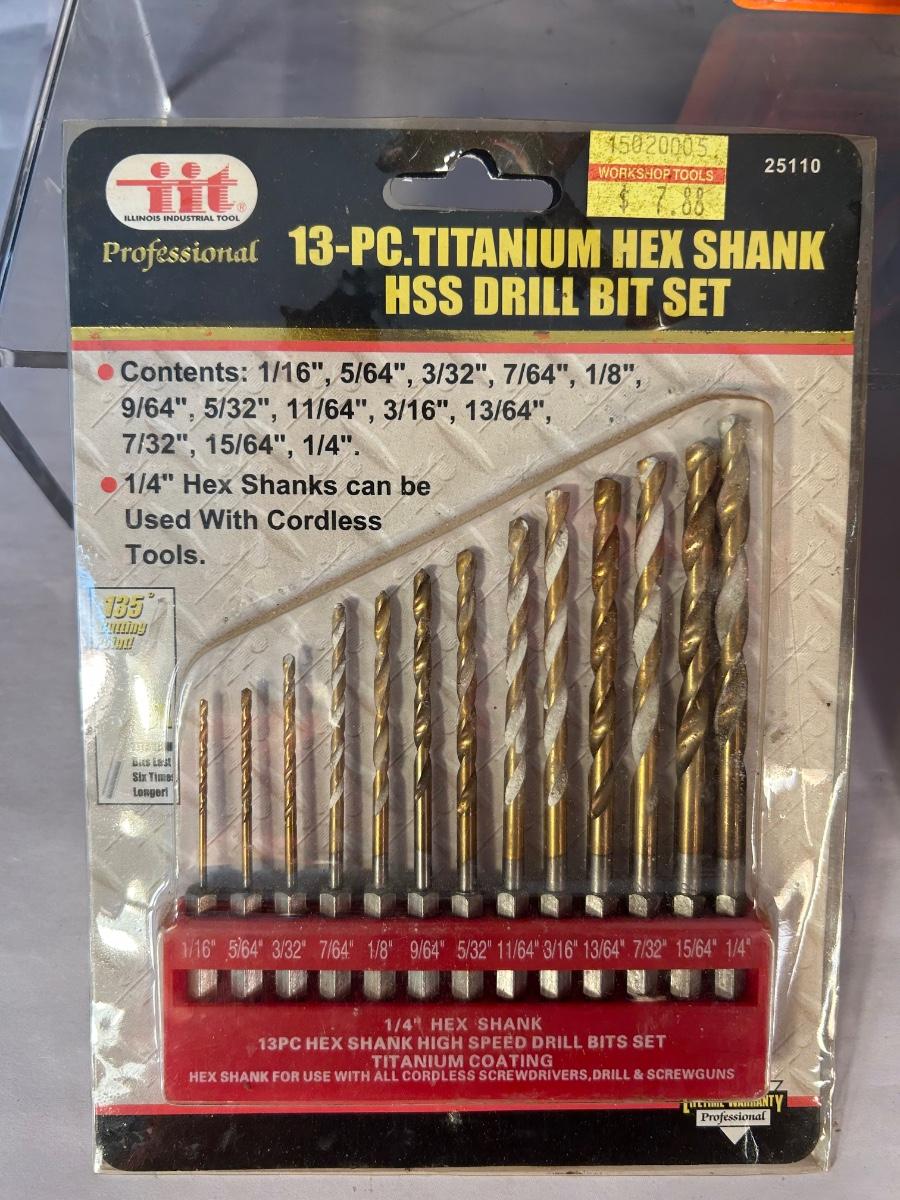 15020005
WORKSHOP TOOLS
$ 7.88
25110
iit®
ILLINOIS INDUSTRIAL TOOL
Professional
13-PC.TITANIUM HEX SHANK
HSS DRILL BIT SET
Contents: 1/16", 5/64", 3/32", 7/64", 1/8",
9/64", 5/32", 11/64", 3/16", 13/64",
7/32", 15/64", 1/4".
1/4" Hex Shanks can be
Used With Cordless
Tools.
135°
Cutting
Point!
Bits Last
Six Times
Longer!
1/16" 5/64" 3/32" 7/64" 1/8" 9/64" 5/32" 11/64" 3/16" 13/64" 7/32" 15/64" 1/4"
1/4" HEX SHANK
13PC HEX SHANK HIGH SPEED DRILL BITS SET
TITANIUM COATING
HEX SHANK FOR USE WITH ALL CORDLESS SCREWDRIVERS,DRILL & SCREWGUNS
LIFETIME WARRANTY
Professional